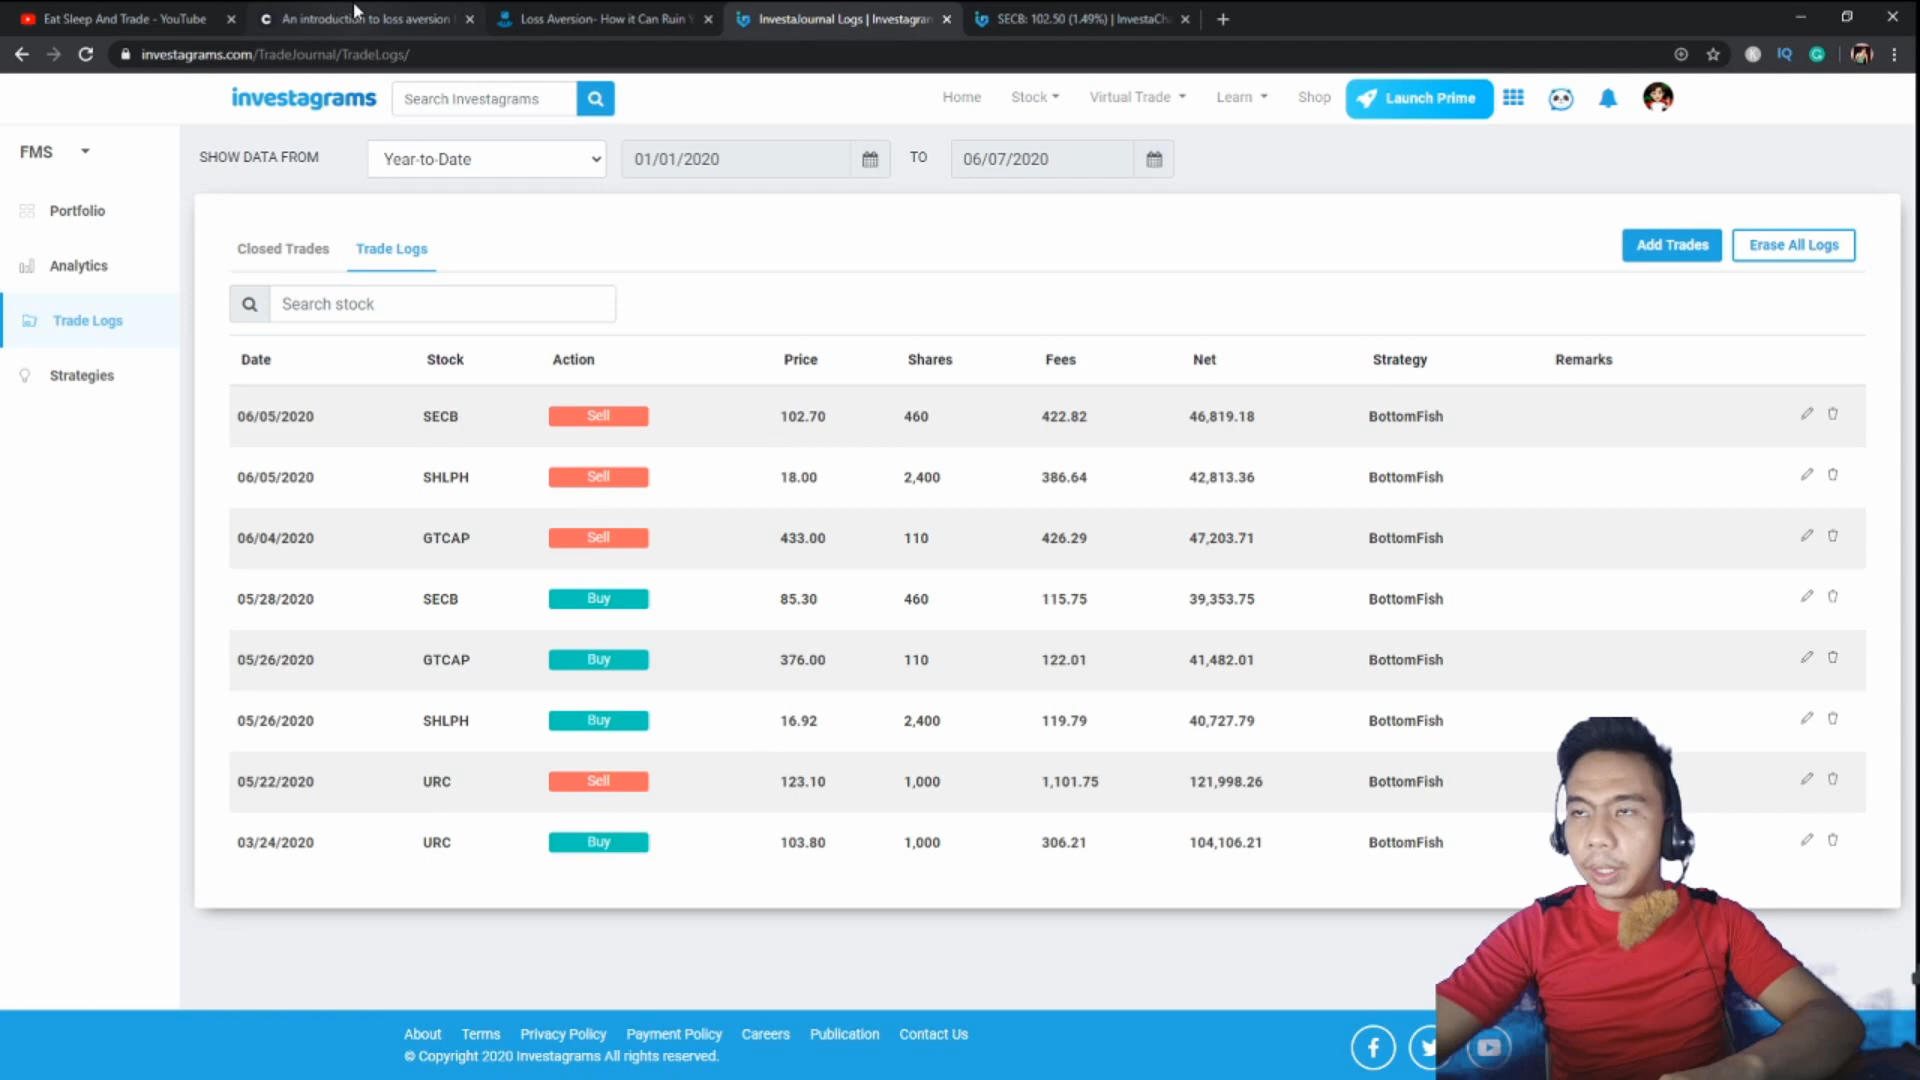 Eat Sleep And Trade - YouTube
An introduction to loss aversion
Loss Aversion- How it Can Ruin
InvestaJournal Logs | Investagram
SECB: 102.50 (1.49%) | InvestaCh
investagrams.com/TradeJournal/TradeLogs/
IQ
investagrams
Search Investagrams
Home
Stock
Virtual Trade
Learn
Shop
Launch Prime
FMS
SHOW DATA FROM
Year-to-Date
01/01/2020
TO
06/07/2020
Portfolio
Analytics
Trade Logs
Strategies
Closed Trades
Trade Logs
Add Trades
Erase All Logs
Search stock
Date Stock Action Price Shares Fees Net Strategy Remarks
06/05/2020 SECB Sell 102.70 460 422.82 46,819.18 BottomFish
06/05/2020 SHLPH Sell 18.00 2,400 386.64 42,813.36 BottomFish
06/04/2020 GTCAP Sell 433.00 110 426.29 47,203.71 BottomFish
05/28/2020 SECB Buy 85.30 460 115.75 39,353.75 BottomFish
05/26/2020 GTCAP Buy 376.00 110 122.01 41,482.01 BottomFish
05/26/2020 SHLPH Buy 16.92 2,400 119.79 40,727.79 BottomFish
05/22/2020 URC Sell 123.10 1,000 1,101.75 121,998.26 BottomFish
03/24/2020 URC Buy 103.80 1,000 306.21 104,106.21 BottomFish
About Terms Privacy Policy Payment Policy Careers Publication Contact Us
© Copyright 2020 Investagrams All rights reserved.